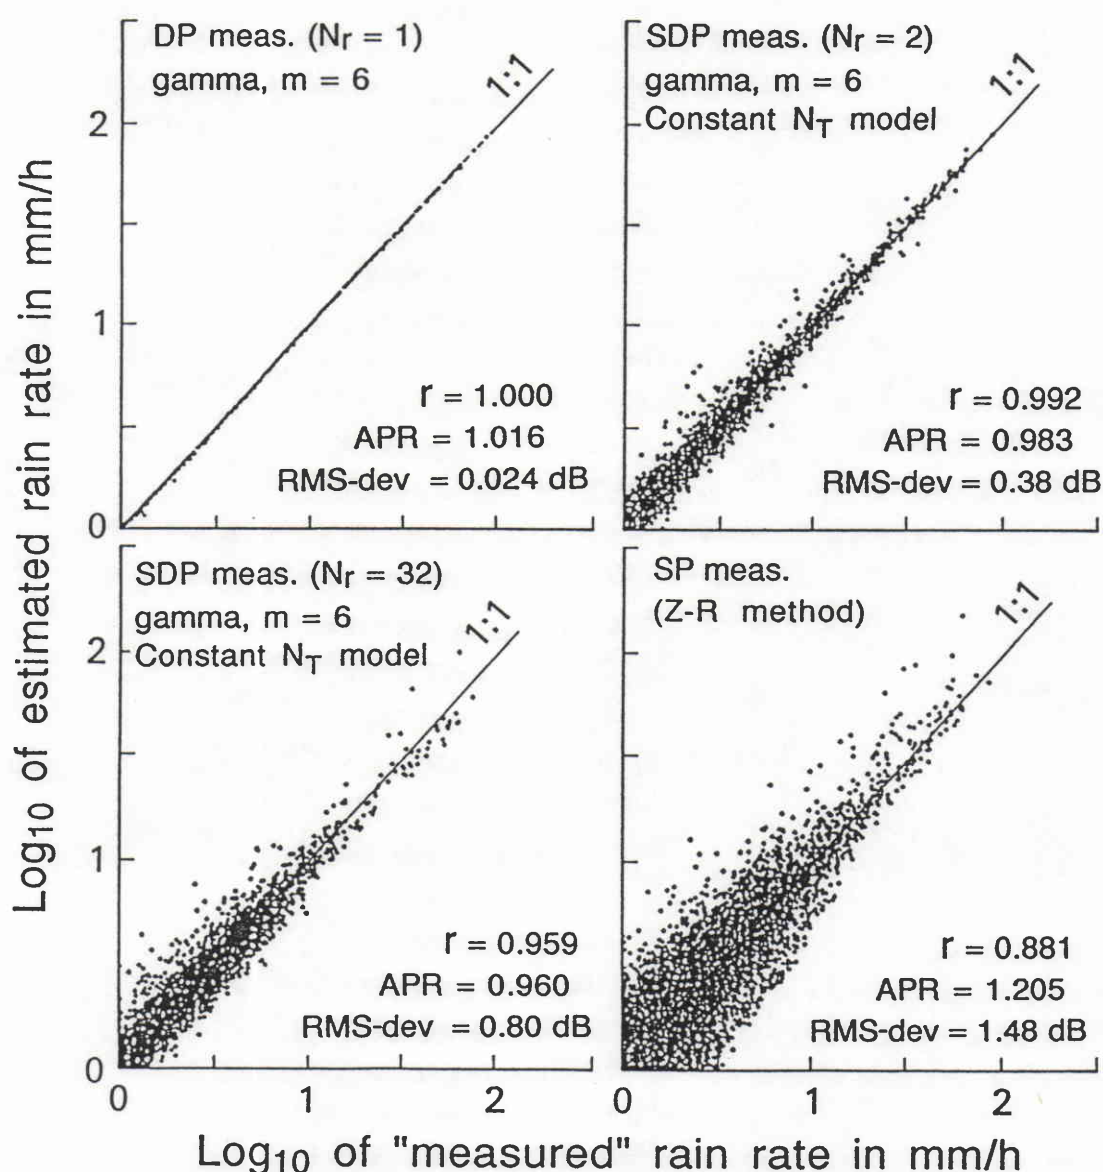 Log10 of estimated rain rate in mm/h
DP meas. (Nr = 1)
gamma, m = 6
1:1
2
1
0
r = 1.000
APR = 1.016
RMS-dev = 0.024 dB
SDP meas. (Nr = 2)
gamma, m = 6
Constant NT model
1:1
r = 0.992
APR = 0.983
RMS-dev = 0.38 dB
SDP meas. (Nr = 32)
gamma, m = 6
Constant NT model
1:1
2
1
0
r = 0.959
APR = 0.960
RMS-dev = 0.80 dB
0 1 2
SP meas.
(Z-R method)
1:1
r = 0.881
APR = 1.205
RMS-dev = 1.48 dB
0 1 2
Log10 of "measured" rain rate in mm/h